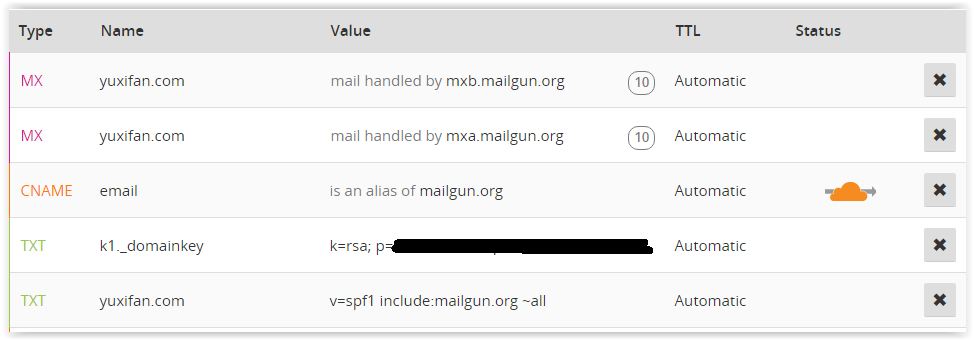 Type Name Value TTL Status
MX yuxifan.com mail handled by mxb.mailgun.org 10 Automatic
MX yuxifan.com mail handled by mxa.mailgun.org 10 Automatic
CNAME email is an alias of mailgun.org Automatic
TXT k1._domainkey k=rsa; p= Automatic
TXT yuxifan.com v=spf1 include:mailgun.org ~all Automatic